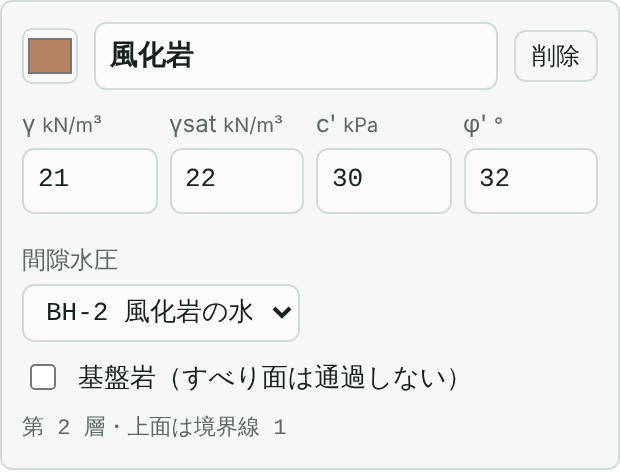 風化岩
削除
γ kN/m³ γsat kN/m³ c' kPa φ' °
21 22 30 32
間隙水圧
BH-2 風化岩の水
基盤岩（すべり面は通過しない）
第 2 層・上面は境界線 1